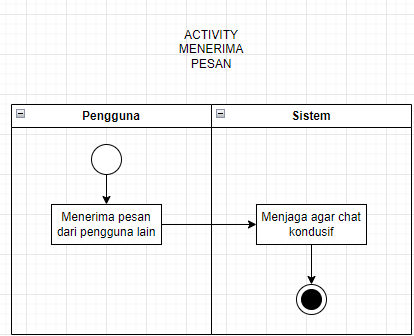 ACTIVITY
MENERIMA
PESAN
Pengguna
Sistem
Menerima pesan
dari pengguna lain
Menjaga agar chat
kondusif